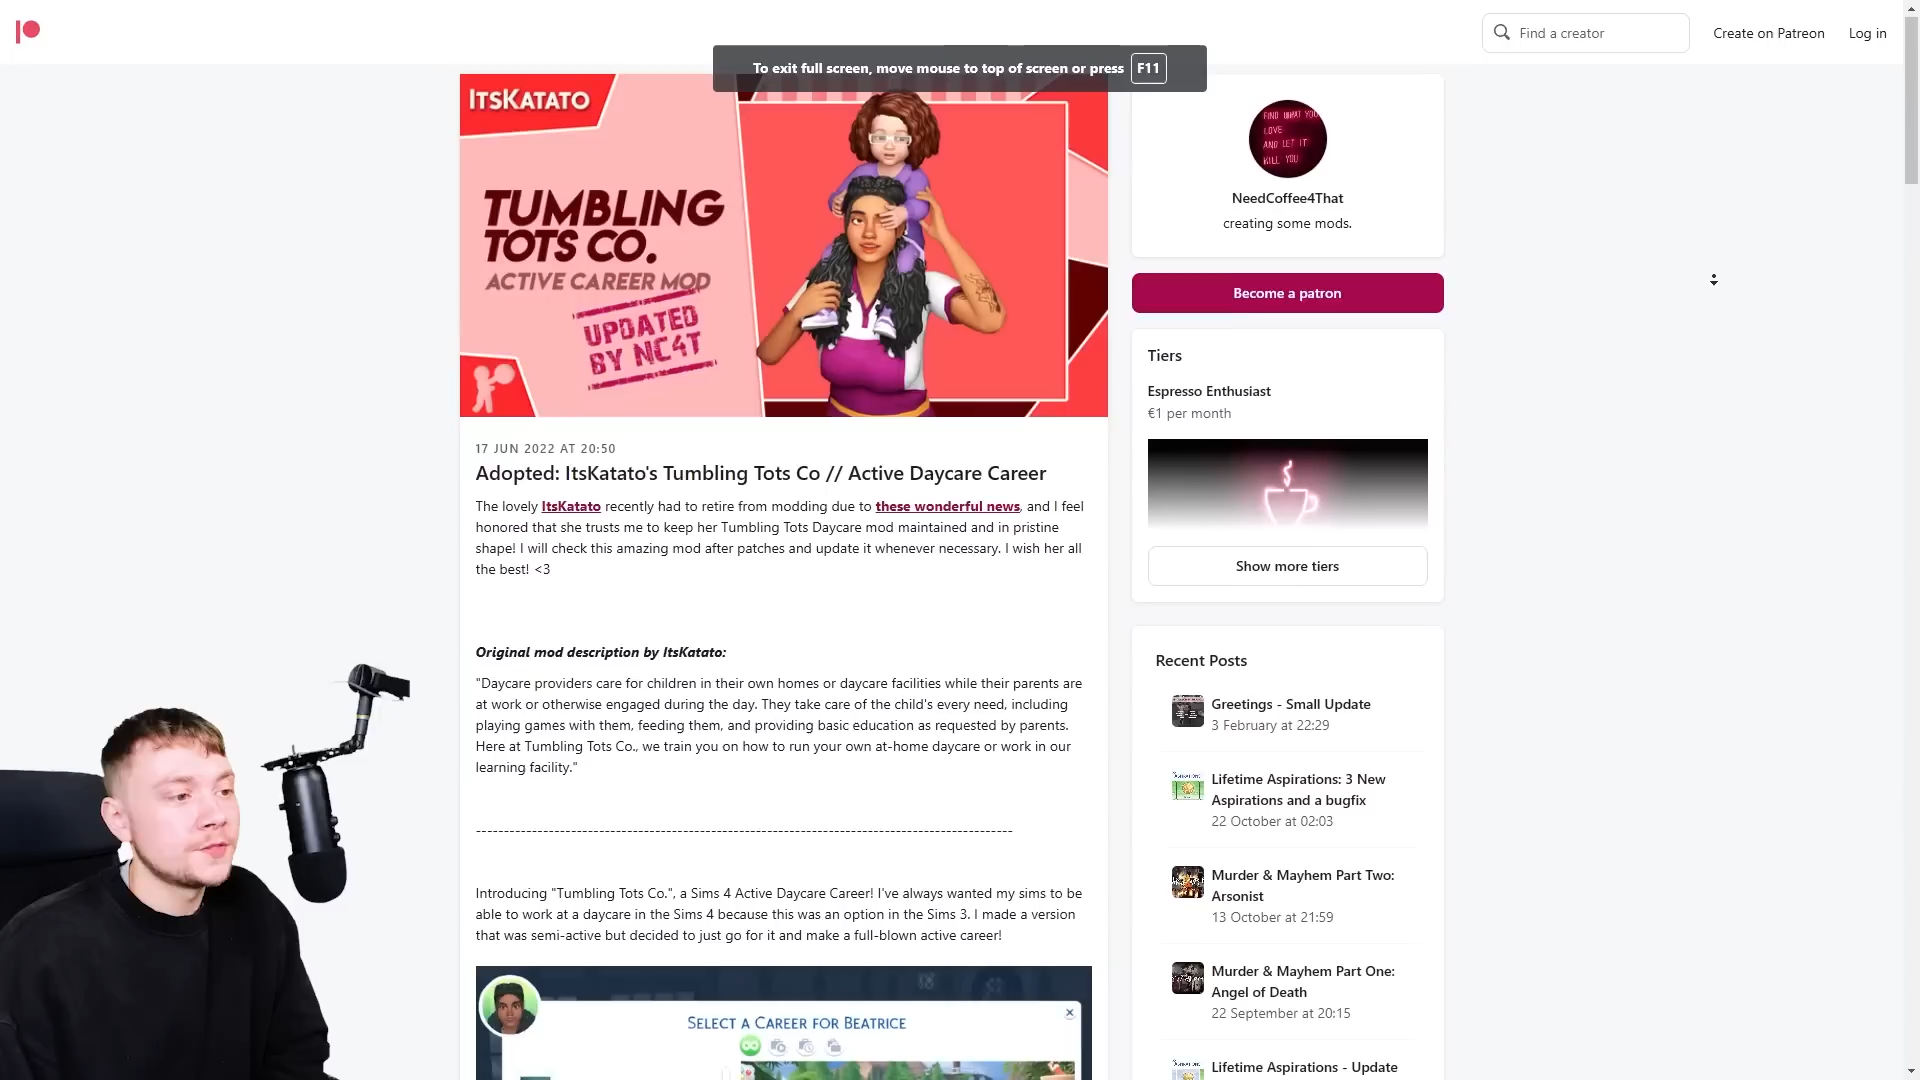 Find a creator
Create on Patreon
Log in
To exit full screen, move mouse to top of screen or press F11
ITSKATATO
TUMBLING
TOTS CO.
ACTIVE CAREER MOD
UPDATED
BY NC4T
FIND WHAT YOU
LOVE
AND LET IT
KILL YOU
NeedCoffee4That
creating some mods.
Become a patron
Tiers
Espresso Enthusiast
€1 per month
Show more tiers
17 JUN 2022 AT 20:50
Adopted: ItsKatato's Tumbling Tots Co // Active Daycare Career
The lovely ItsKatato recently had to retire from modding due to these wonderful news, and I feel
honored that she trusts me to keep her Tumbling Tots Daycare mod maintained and in pristine
shape! I will check this amazing mod after patches and update it whenever necessary. I wish her all
the best! <3
Original mod description by ItsKatato:
"Daycare providers care for children in their own homes or daycare facilities while their parents are
at work or otherwise engaged during the day. They take care of the child's every need, including
playing games with them, feeding them, and providing basic education as requested by parents.
Here at Tumbling Tots Co., we train you on how to run your own at-home daycare or work in our
learning facility."
------------------------------------------------------------------------------------------------
Introducing "Tumbling Tots Co.", a Sims 4 Active Daycare Career! I've always wanted my sims to be
able to work at a daycare in the Sims 4 because this was an option in the Sims 3. I made a version
that was semi-active but decided to just go for it and make a full-blown active career!
SELECT A CAREER FOR BEATRICE
Recent Posts
Greetings - Small Update
3 February at 22:29
Lifetime Aspirations: 3 New
Aspirations and a bugfix
22 October at 02:03
Murder & Mayhem Part Two:
Arsonist
13 October at 21:59
Murder & Mayhem Part One:
Angel of Death
22 September at 20:15
Lifetime Aspirations - Update